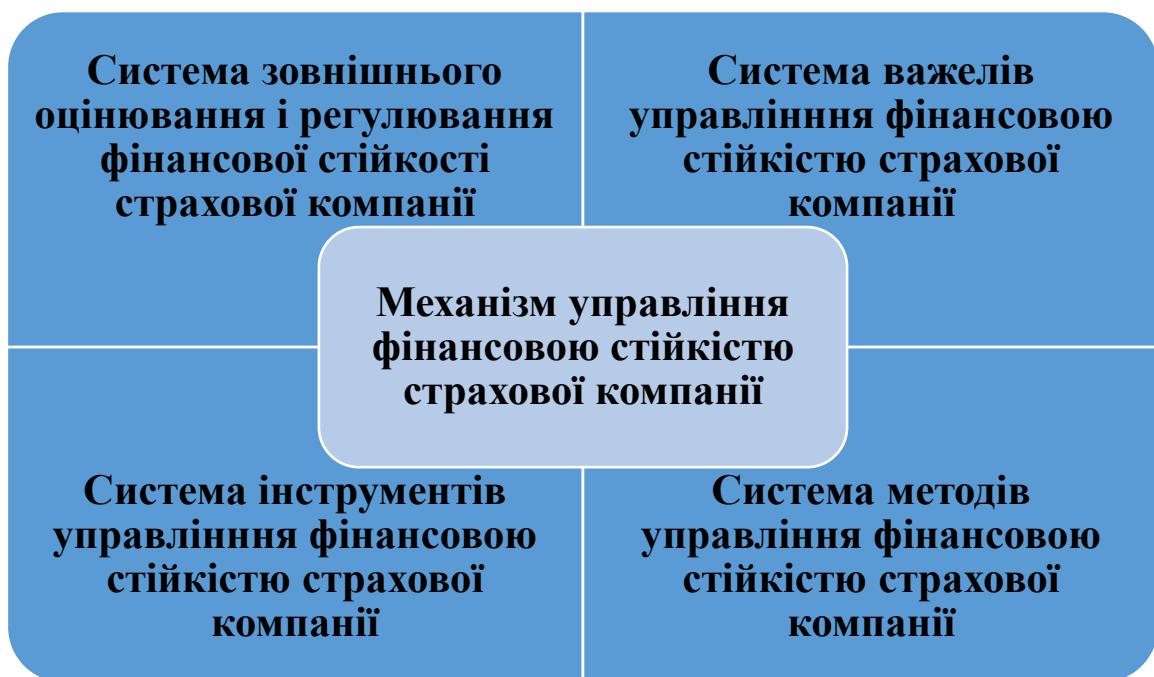 Система зовнішнього
оцінювання і регулювання
фінансової стійкості
страхової компанії
Система важелів
управлінння фінансовою
стійкістю страхової
компанії
Механізм управління
фінансовою стійкістю
страхової компанії
Система інструментів
управлінння фінансовою
стійкістю страхової
компанії
Система методів
управління фінансовою
стійкістю страхової
компанії